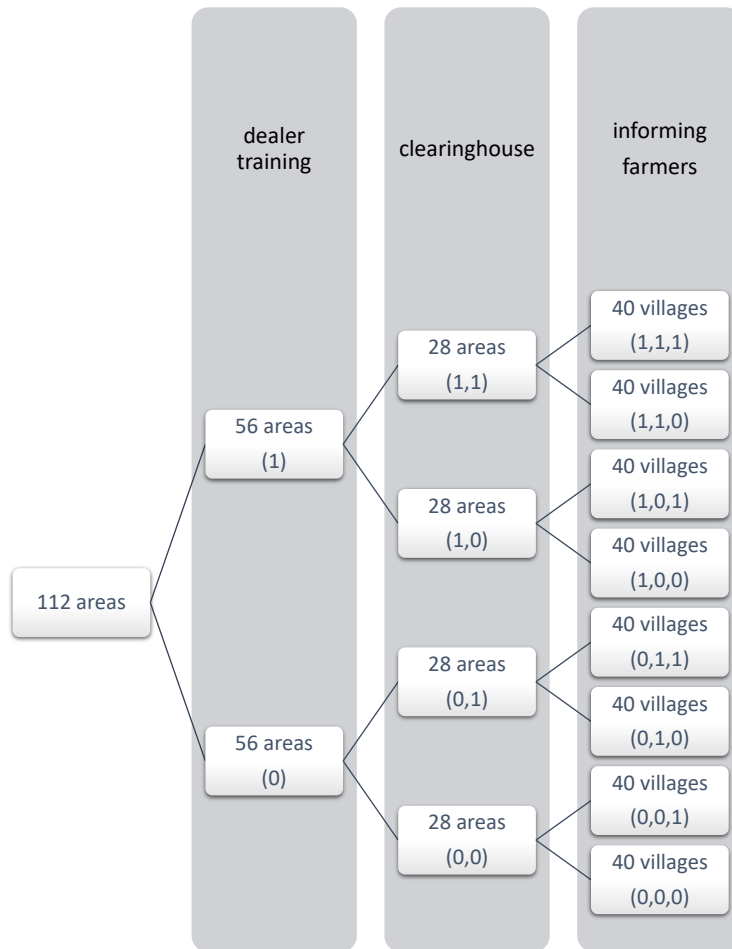 dealer
training
clearinghouse
informing
farmers
112 areas
56 areas
(1)
56 areas
(0)
28 areas
(1,1)
28 areas
(1,0)
28 areas
(0,1)
28 areas
(0,0)
40 villages
(1,1,1)
40 villages
(1,1,0)
40 villages
(1,0,1)
40 villages
(1,0,0)
40 villages
(0,1,1)
40 villages
(0,1,0)
40 villages
(0,0,1)
40 villages
(0,0,0)